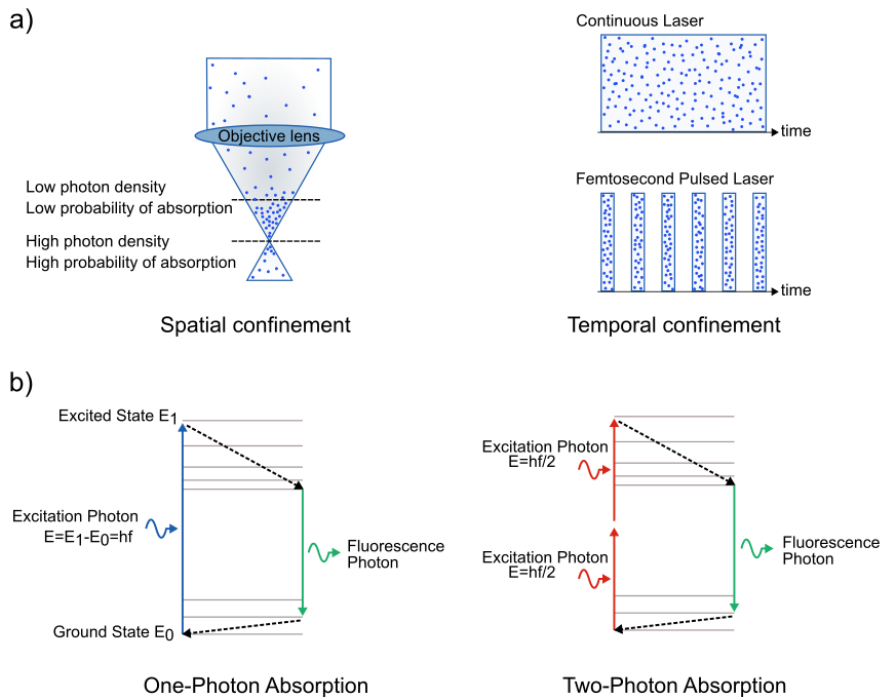 a)
Objective lens
Low photon density
Low probability of absorption
High photon density
High probability of absorption
Spatial confinement
Continuous Laser
time
Femtosecond Pulsed Laser
time
Temporal confinement
b)
Excited State E1
Excitation Photon
E=E1-E0=hf
Fluorescence
Photon
Ground State E0
One-Photon Absorption
Excitation Photon
E=hf/2
Excitation Photon
E=hf/2
Fluorescence
Photon
Two-Photon Absorption